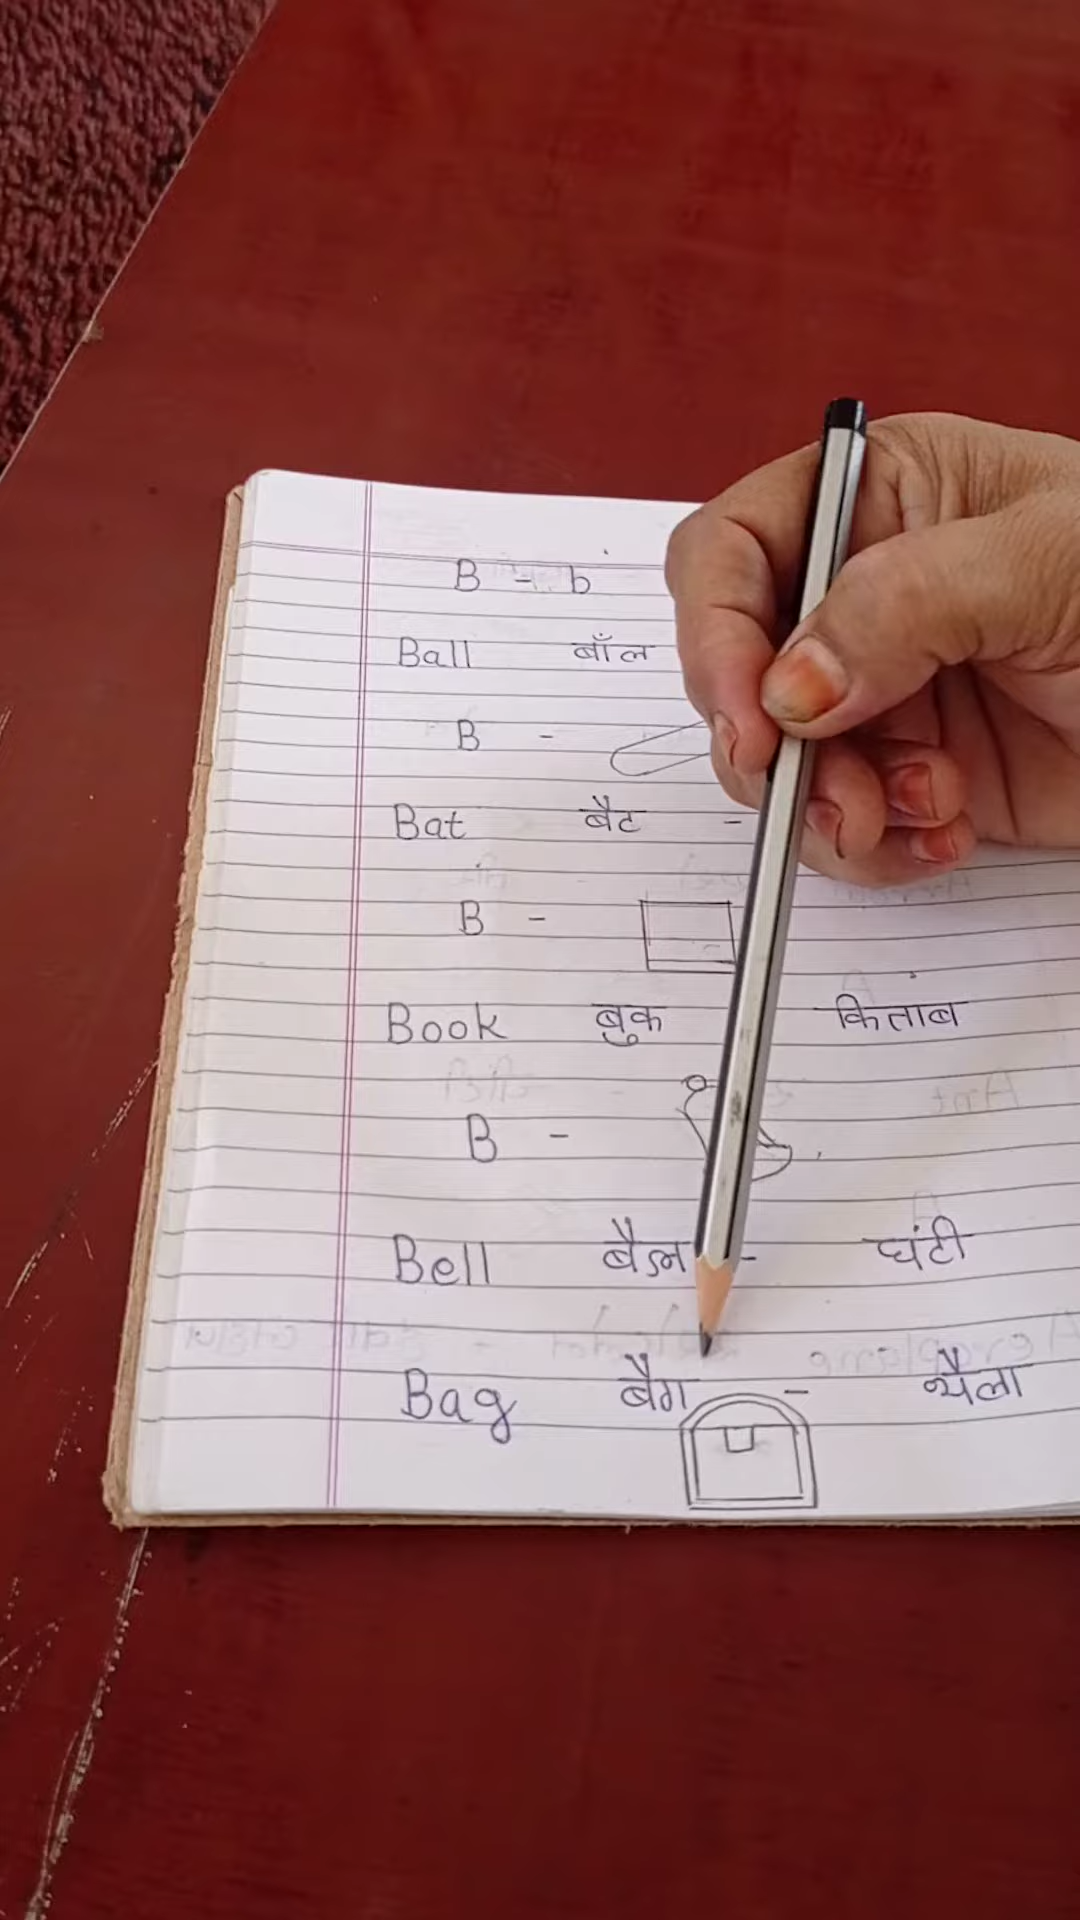 B - b
Ball बॉल
B -
Bat बैट -
B -
Book बुक किताब
B -
Bell बैल - घंटी
Bag बैग - थैला